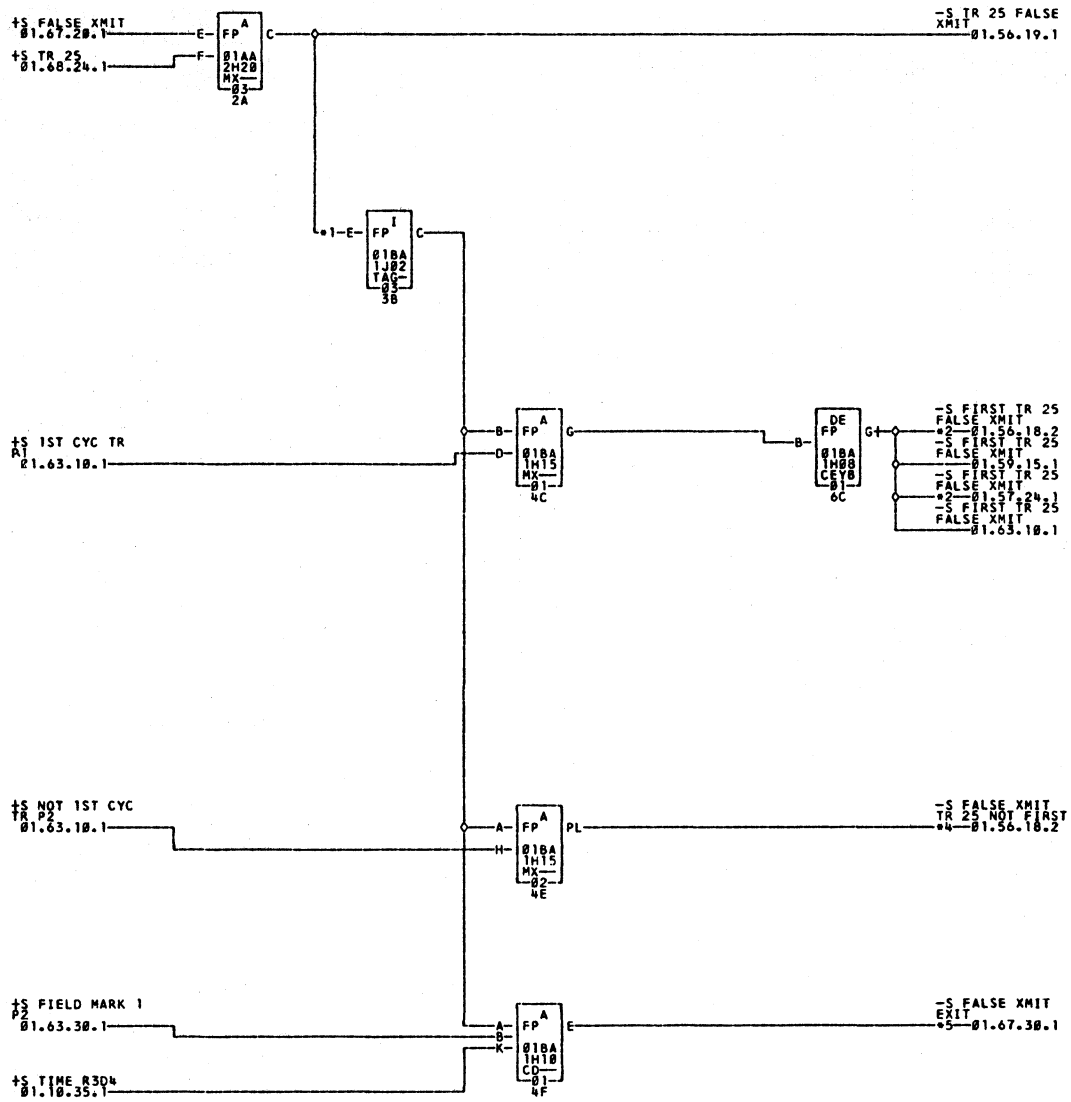 +S FALSE XMIT
01.67.20.1
+S TR 25
01.68.24.1
E
F
A
FP
01AA
2H20
MX
03
2A
C
-S TR 25 FALSE
XMIT
01.56.19.1
*1-E-
I
FP
01BA
1J02
TAG-
03
3B
C
+S 1ST CYC TR
P1
01.63.10.1
B
D
A
FP
01BA
1H15
MX
01
4C
G
B
DE
FP
01BA
1H08
CEYB
01
6C
G+
-S FIRST TR 25
FALSE XMIT
*2-01.56.18.2
-S FIRST TR 25
FALSE XMIT
01.59.15.1
-S FIRST TR 25
FALSE XMIT
*2-01.57.24.1
-S FIRST TR 25
FALSE XMIT
01.63.10.1
+S NOT 1ST CYC
TR P2
01.63.10.1
A
H
A
FP
01BA
1H15
MX
02
4E
PL
-S FALSE XMIT
TR 25 NOT FIRST
*4-01.56.18.2
+S FIELD MARK 1
P2
01.63.30.1
+S TIME R3D4
01.10.35.1
A
B
K
A
FP
01BA
1H10
CD
01
4F
E
-S FALSE XMIT
EXIT
*5-01.67.30.1